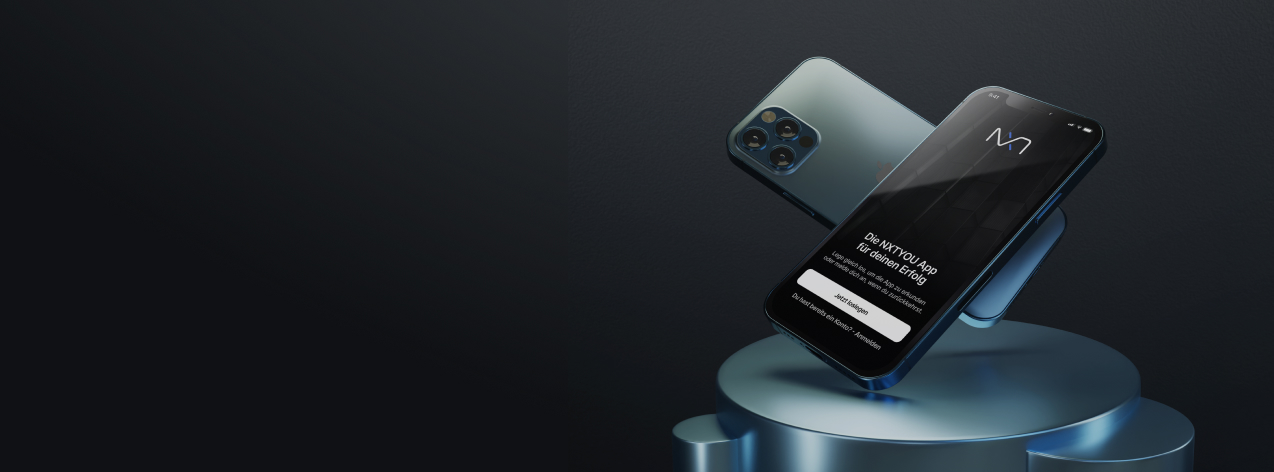 9:41
Die NXTYOU App
für deinen Erfolg
Lege gleich los, um die App zu erkunden
oder melde dich an, wenn du zurückkehrst.
Jetzt loslegen
Du hast bereits ein Konto? - Anmelden